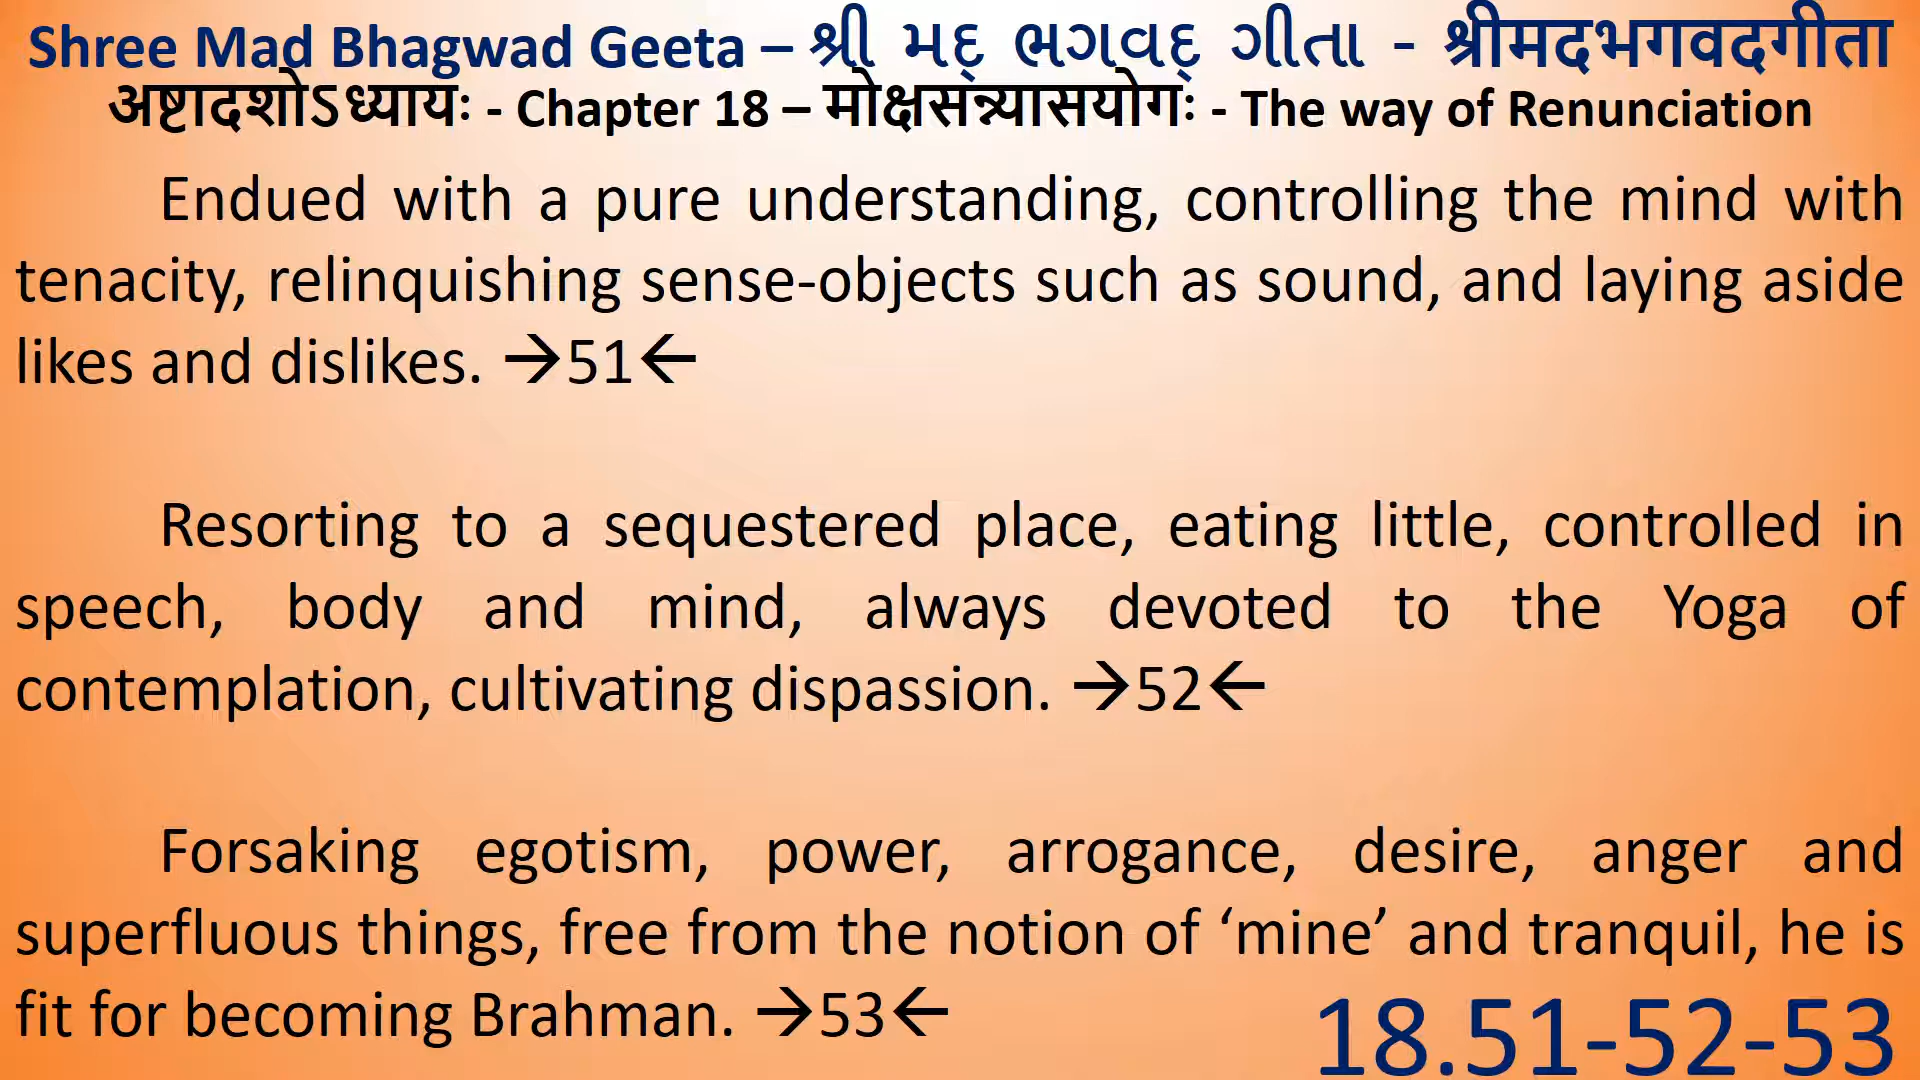 Shree Mad Bhagwad Geeta – શ્રી મદ્ ભગવદ્ ગીતા - श्रीमदभगवदगीता
अष्टादशोऽध्यायः - Chapter 18 – मोक्षसंन्यासयोगः - The way of Renunciation
Endued with a pure understanding, controlling the mind with
tenacity, relinquishing sense-objects such as sound, and laying aside
likes and dislikes. →51←
Resorting to a sequestered place, eating little, controlled in
speech, body and mind, always devoted to the Yoga of
contemplation, cultivating dispassion. →52←
Forsaking egotism, power, arrogance, desire, anger and
superfluous things, free from the notion of ‘mine’ and tranquil, he is
fit for becoming Brahman. →53←
18.51-52-53